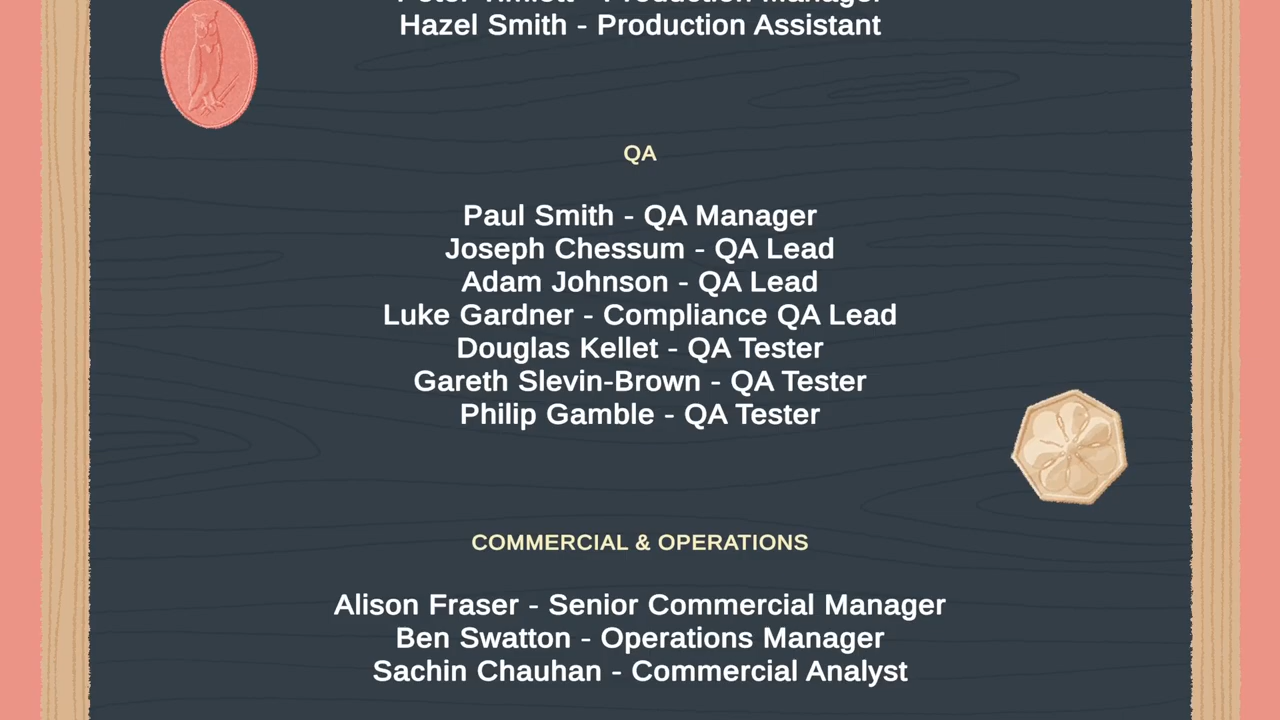 Hazel Smith - Production Assistant
QA
Paul Smith - QA Manager
Joseph Chessum - QA Lead
Adam Johnson - QA Lead
Luke Gardner - Compliance QA Lead
Douglas Kellet - QA Tester
Gareth Slevin-Brown - QA Tester
Philip Gamble - QA Tester
COMMERCIAL & OPERATIONS
Alison Fraser - Senior Commercial Manager
Ben Swatton - Operations Manager
Sachin Chauhan - Commercial Analyst